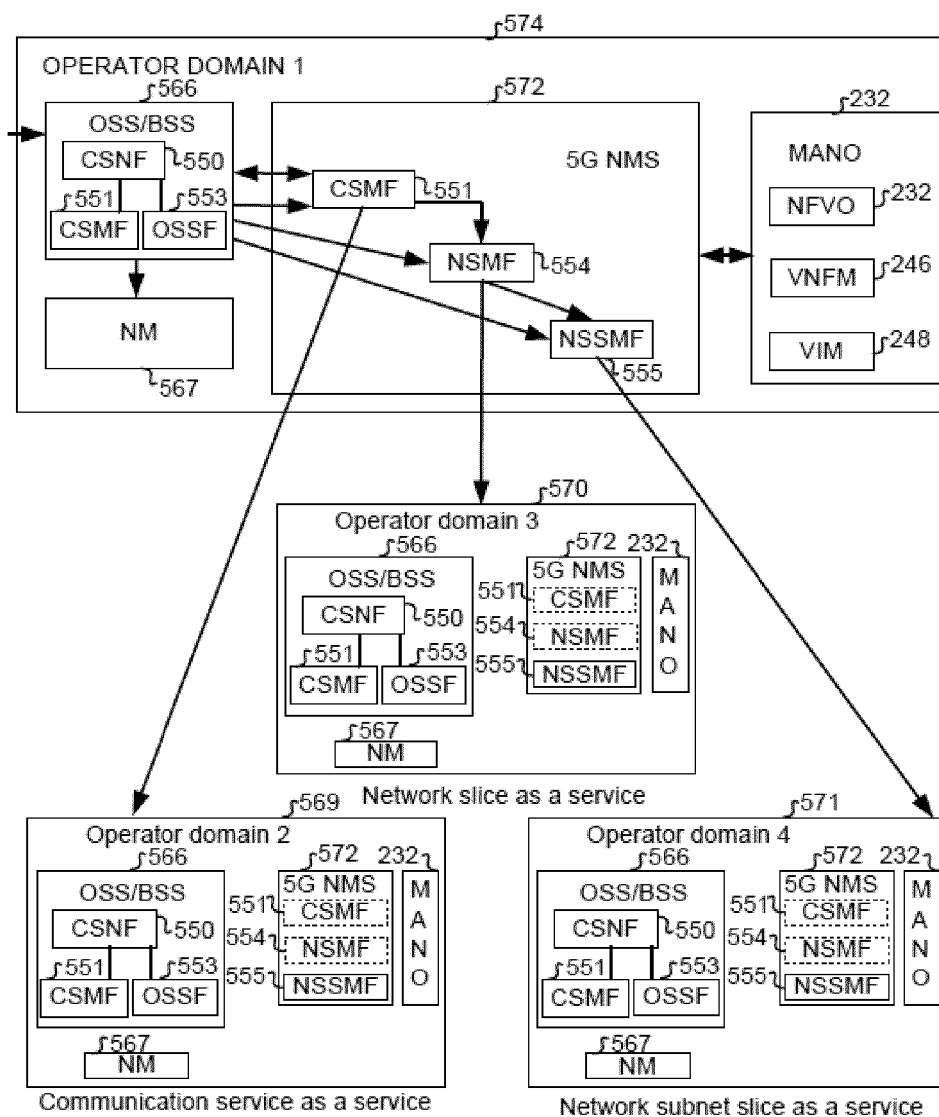 574
OPERATOR DOMAIN 1
566
572
232
OSS/BSS
CSNF
550
551
553
CSMF
OSSF
NM
567
5G NMS
CSMF
551
NSMF
554
NSSMF
555
MANO
NFVO
232
VNFM
246
VIM
248
570
Operator domain 3
566
572
232
OSS/BSS
CSNF
550
551
553
CSMF
OSSF
567
NM
5G NMS
551
CSMF
554
NSMF
555
NSSMF
M
A
N
O
Network slice as a service
569
Operator domain 2
566
572
232
OSS/BSS
CSNF
550
551
553
CSMF
OSSF
567
NM
5G NMS
551
CSMF
554
NSMF
555
NSSMF
M
A
N
O
Communication service as a service
571
Operator domain 4
566
572
232
OSS/BSS
CSNF
550
551
553
CSMF
OSSF
567
NM
5G NMS
551
CSMF
554
NSMF
555
NSSMF
M
A
N
O
Network subnet slice as a service